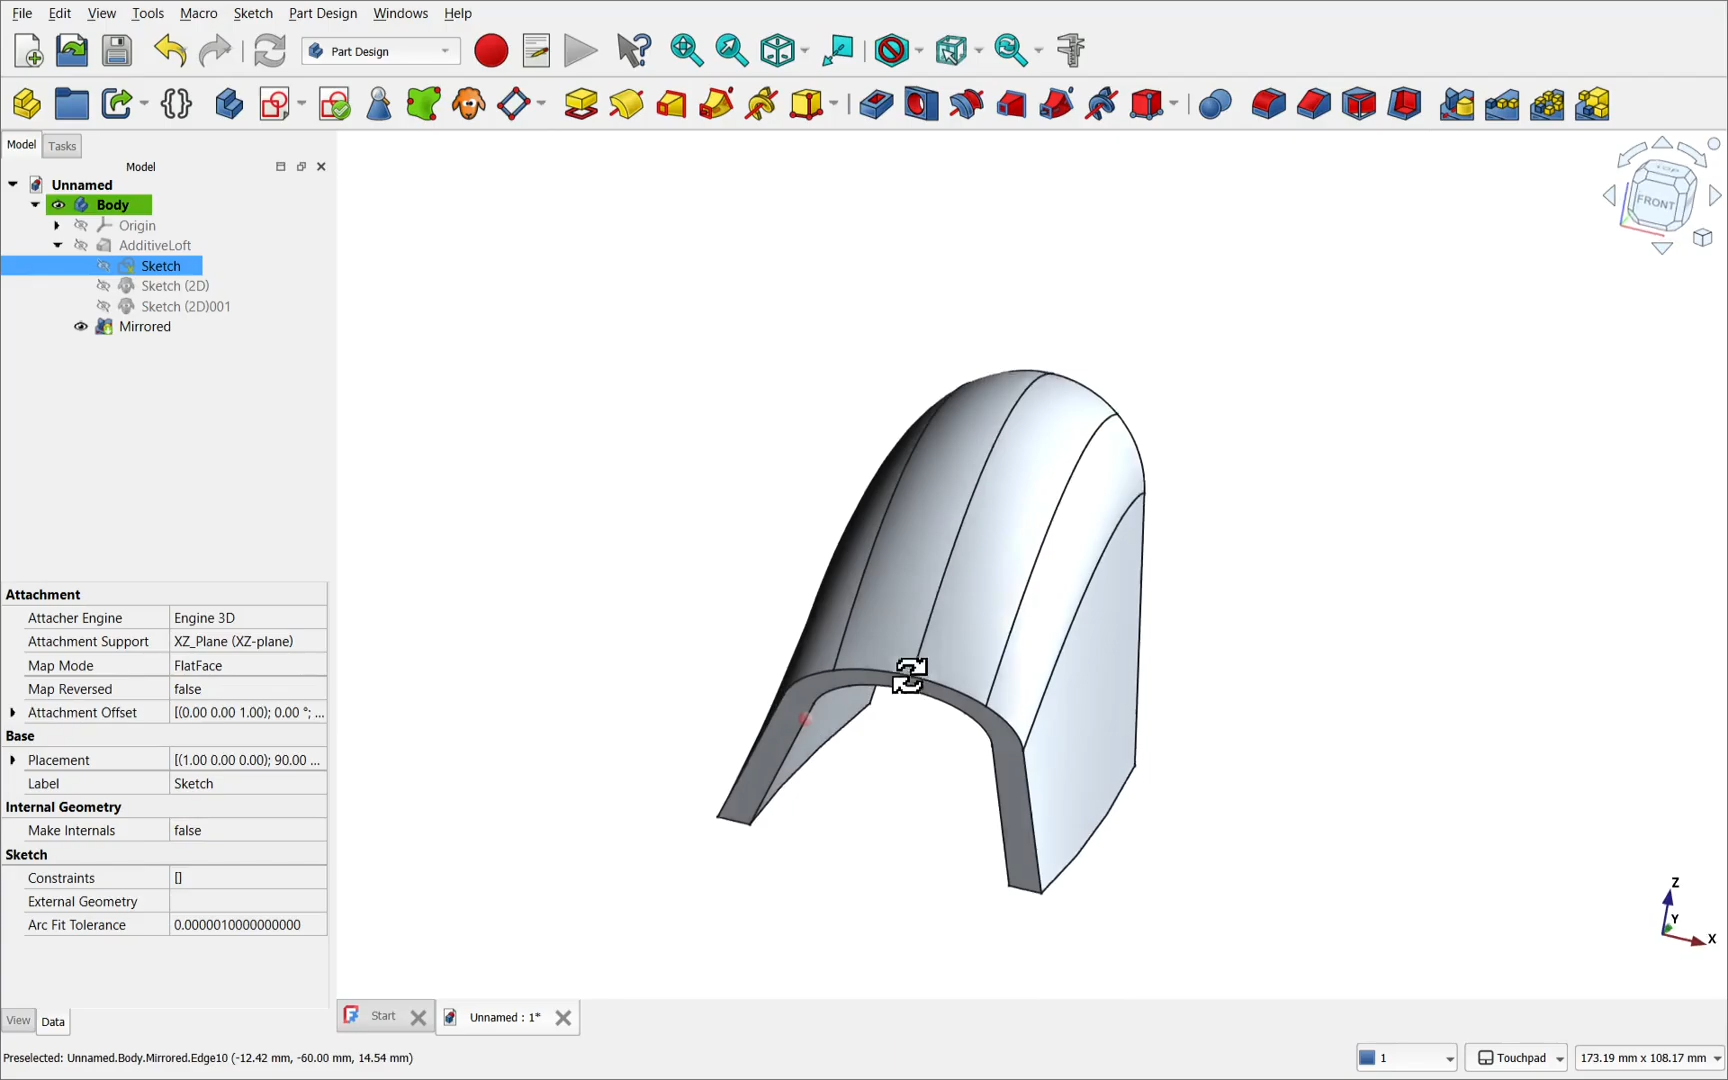 File Edit View Tools Macro Sketch Part Design Windows Help
Part Design
Model Tasks
Model
Unnamed
Body
Origin
AdditiveLoft
Sketch
Sketch (2D)
Sketch (2D)001
Mirrored
TOP
FRONT
Attachment
Attacher Engine Engine 3D
Attachment Support XZ_Plane (XZ-plane)
Map Mode FlatFace
Map Reversed false
Attachment Offset [(0.00 0.00 1.00); 0.00 °; ...
Base
Placement [(1.00 0.00 0.00); 90.00 ...
Label Sketch
Internal Geometry
Make Internals false
Sketch
Constraints []
External Geometry
Arc Fit Tolerance 0.0000010000000000
Z
Y
X
View Data
Start Unnamed : 1*
Preselected: Unnamed.Body.Mirrored.Edge10 (-12.42 mm, -60.00 mm, 14.54 mm)
1 Touchpad 173.19 mm x 108.17 mm